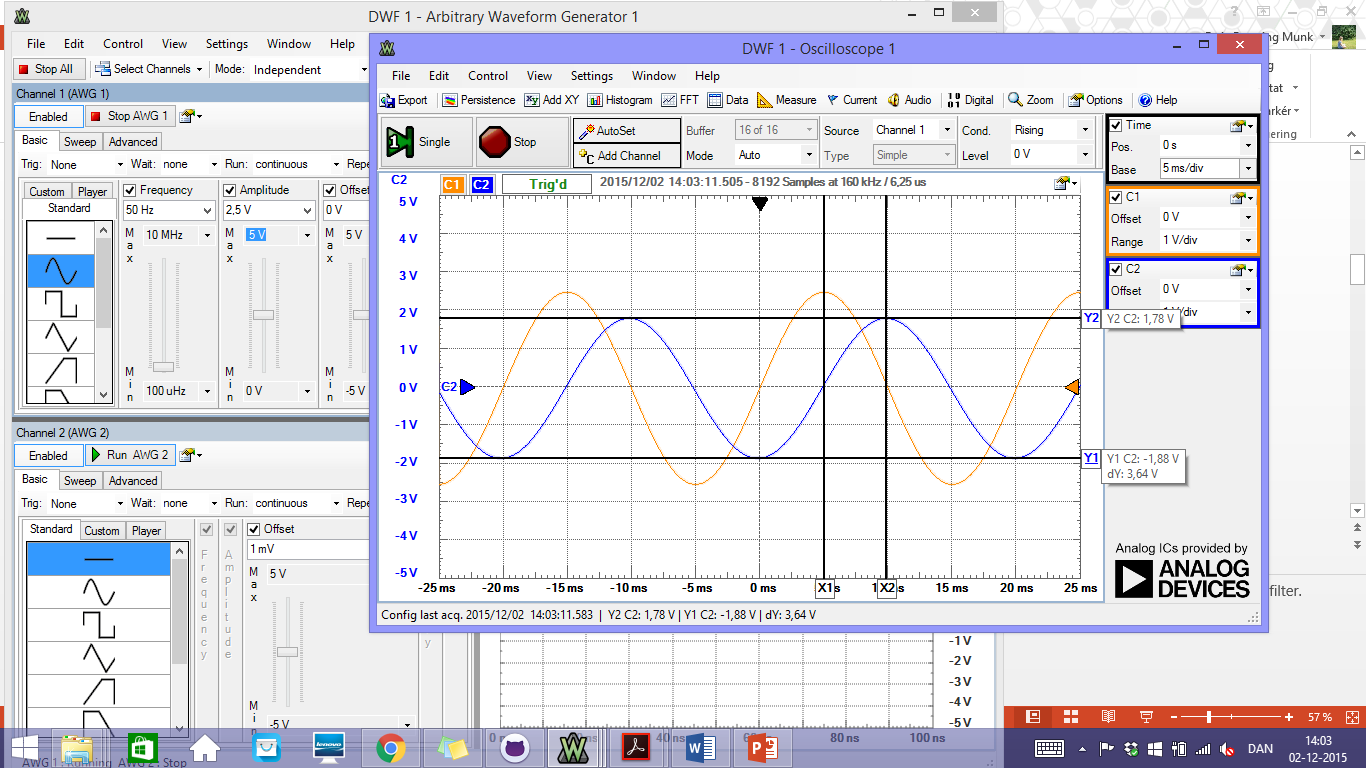 DWF 1 - Arbitrary Waveform Generator 1
File Edit Control View Settings Window Help
Stop All Select Channels Mode: Independent
Channel 1 (AWG 1)
Enabled Stop AWG 1
Basic Sweep Advanced
Trig: None Wait: none Run: continuous Repe
Custom Player
Standard
Frequency Amplitude Offset
50 Hz 2,5 V 0 V
Max 10 MHz Max 5 V Max 5 V
Min 100 uHz Min 0 V Min -5 V
Channel 2 (AWG 2)
Enabled Run AWG 2
Basic Sweep Advanced
Trig: None Wait: none Run: continuous Repe
Standard Custom Player
Frequency
Amplitude
Offset
1 mV
Max 5 V
Min -5 V
AWG 1: Running AWG 2: Stop
DWF 1 - Oscilloscope 1
File Edit Control View Settings Window Help
Export Persistence Add XY Histogram FFT Data Measure Current Audio Digital Zoom Options Help
Single Stop AutoSet Add Channel
Buffer 16 of 16 Source Channel 1 Cond. Rising
Mode Auto Type Simple Level 0 V
C2 C1 C2 Trig'd 2015/12/02 14:03:11.505 - 8192 Samples at 160 kHz / 6,25 us
5 V
4 V
3 V
2 V
1 V
0 V
-1 V
-2 V
-3 V
-4 V
-5 V
C2
-25 ms -20 ms -15 ms -10 ms -5 ms 0 ms X1 s X2 15 ms 20 ms 25 ms
Time
Pos. 0 s
Base 5 ms/div
C1
Offset 0 V
Range 1 V/div
C2
Offset 0 V
V/div
Y2 Y2 C2: 1,78 V
Y1 Y1 C2: -1,88 V
dY: 3,64 V
Analog ICs provided by
ANALOG
DEVICES
Config last acq. 2015/12/02 14:03:11.583 | Y2 C2: 1,78 V | Y1 C2: -1,88 V | dY: 3,64 V
-1 V
-2 V
-3 V
-4 V
-5 V
80 ns 100 ns
Munk
tat
arkér
ering
filter.
57 %
lenovo
DAN
14:03
02-12-2015